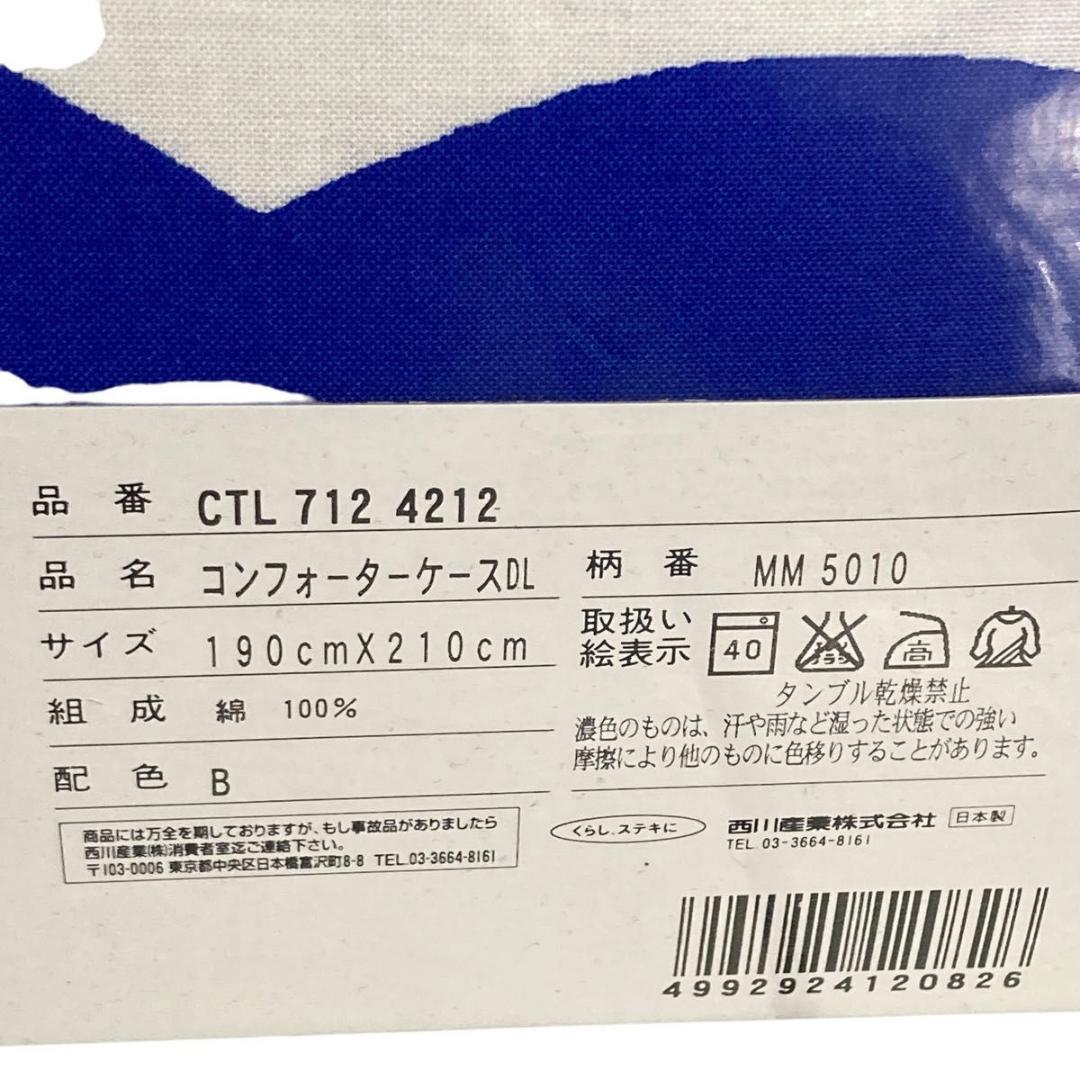 品番 CTL 712 4212
品名 コンフォーターケースDL
サイズ 190cmX210cm
組成 綿 100%
配色 B
柄番 MM 5010
取扱い
絵表示
40 エンソサラシ 高
タンブル乾燥禁止
濃色のものは、汗や雨など湿った状態での強い
摩擦により他のものに色移りすることがあります。
商品には万全を期しておりますが、もし事故品がありましたら
西川産業(株)消費者室迄ご連絡下さい。
〒103-0006 東京都中央区日本橋富沢町8-8 TEL.03-3664-8161
くらし、ステキに 西川産業株式会社 日本製
TEL 03-3664-8161
4992924120826